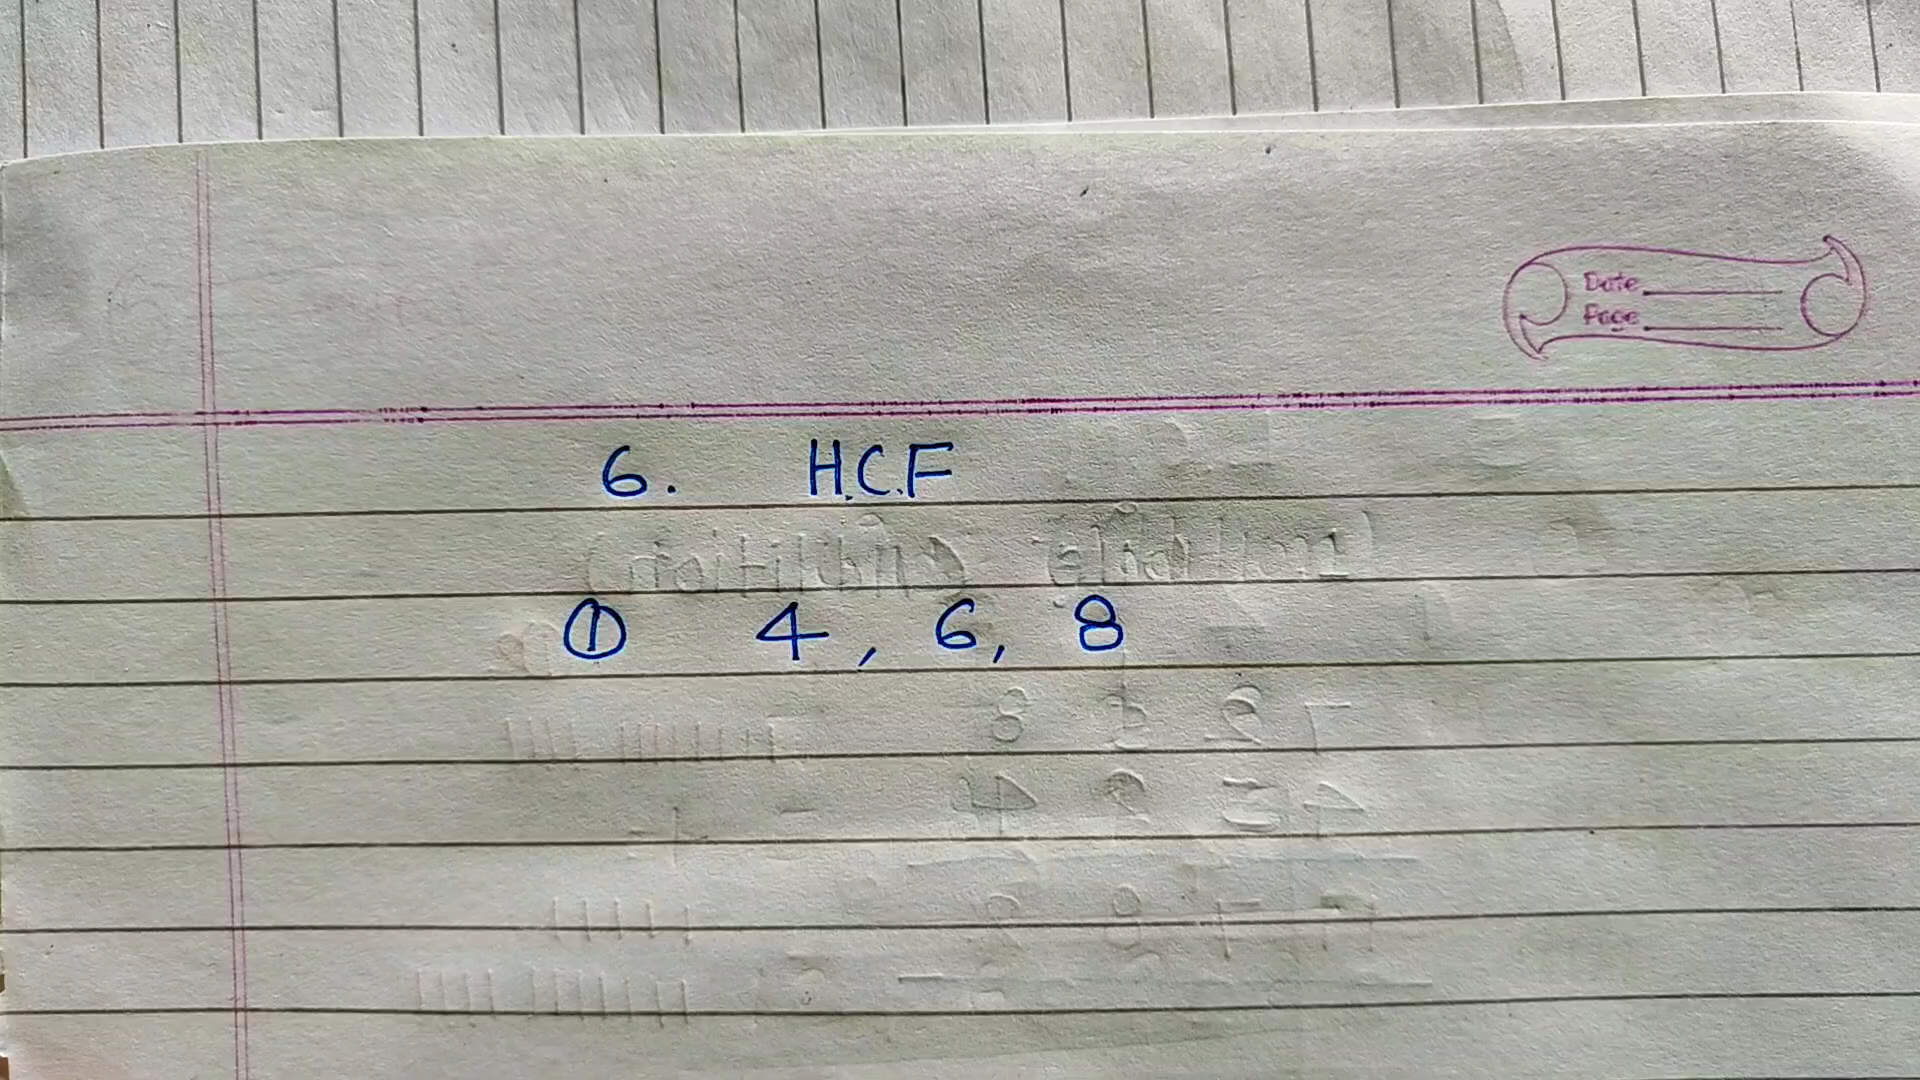 Date
Page
6. H.C.F
① 4, 6, 8